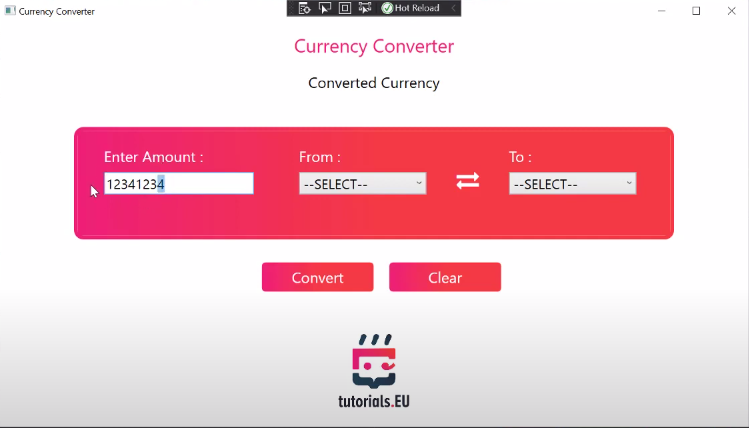 Currency Converter
Hot Reload
Currency Converter
Converted Currency
Enter Amount :
From :
To :
12341234
--SELECT--
--SELECT--
Convert
Clear
tutorials.EU